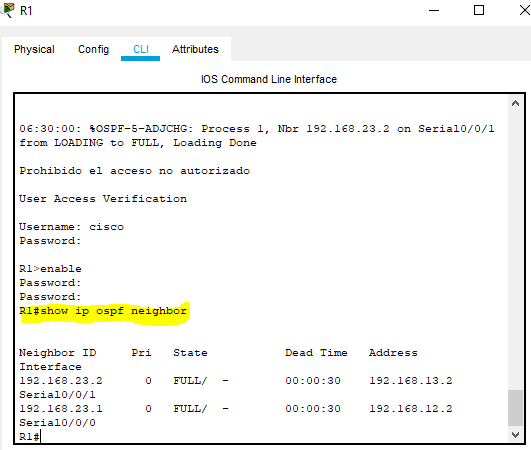 R1
Physical Config CLI Attributes
IOS Command Line Interface
06:30:00: %OSPF-5-ADJCHG: Process 1, Nbr 192.168.23.2 on Serial0/0/1
from LOADING to FULL, Loading Done
Prohibido el acceso no autorizado
User Access Verification
Username: cisco
Password:
R1>enable
Password:
Password:
R1#show ip ospf neighbor
Neighbor ID     Pri   State           Dead Time   Address
Interface
192.168.23.2      0   FULL/  -        00:00:30    192.168.13.2
Serial0/0/1
192.168.23.1      0   FULL/  -        00:00:30    192.168.12.2
Serial0/0/0
R1#